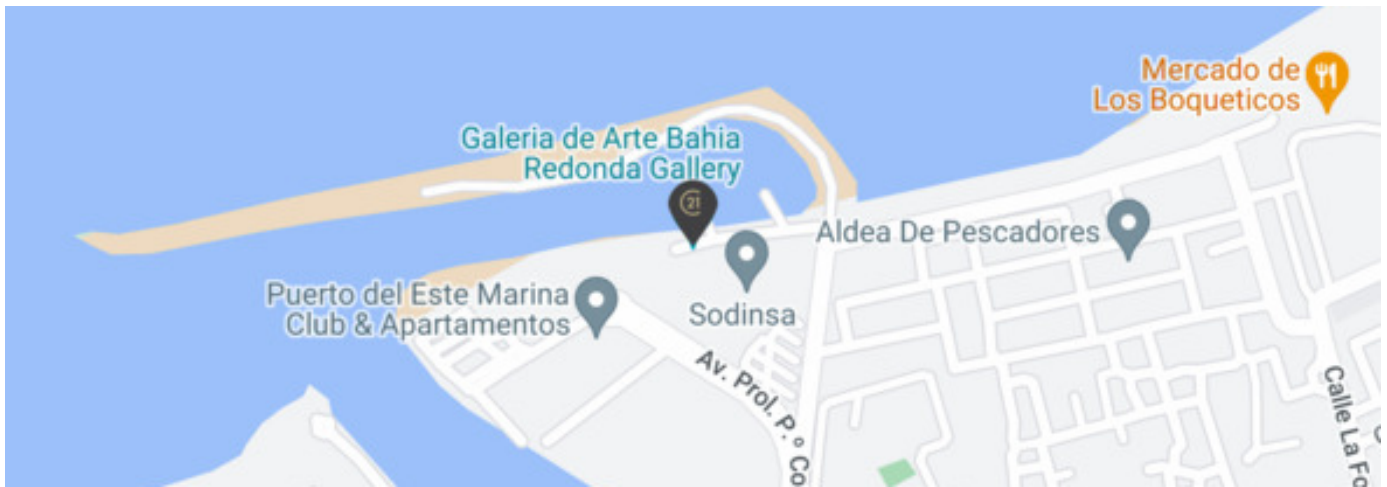 Mercado de
Los Boqueticos
Galeria de Arte Bahia
Redonda Gallery
21
Aldea De Pescadores
Puerto del Este Marina
Club & Apartamentos
Sodinsa
Av. Prol. P.º Co
Calle La Fo